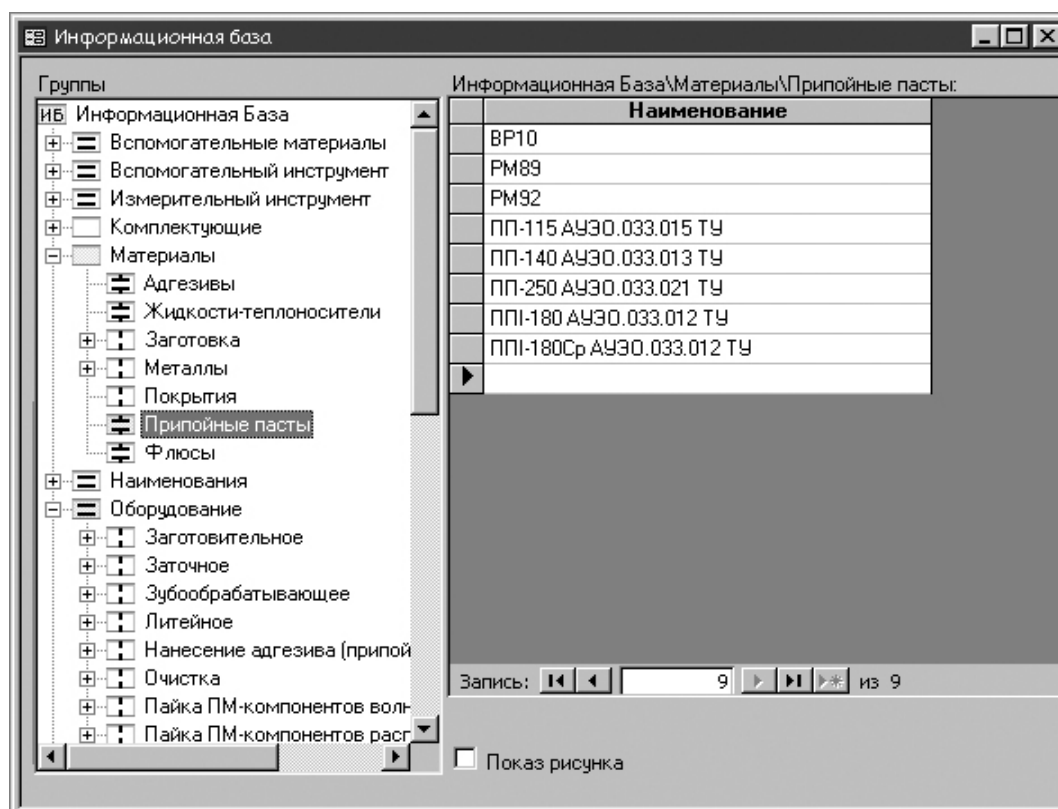 Информационная база
Группы
ИБ Информационная База
Вспомогательные материалы
Вспомогательный инструмент
Измерительный инструмент
Комплектующие
Материалы
Адгезивы
Жидкости-теплоносители
Заготовка
Металлы
Покрытия
Припойные пасты
Флюсы
Наименования
Оборудование
Заготовительное
Заточное
Зубообрабатывающее
Литейное
Нанесение адгезива (припой
Очистка
Пайка ПМ-компонентов волн
Пайка ПМ-компонентов расп
Информационная База\Материалы\Припойные пасты:
Наименование
BP10
PM89
PM92
ПП-115 АУЭО.033.015 ТУ
ПП-140 АУЭО.033.013 ТУ
ПП-250 АУЭО.033.021 ТУ
ППI-180 АУЭО.033.012 ТУ
ППI-180Ср АУЭО.033.012 ТУ
Запись: 9 из 9
Показ рисунка